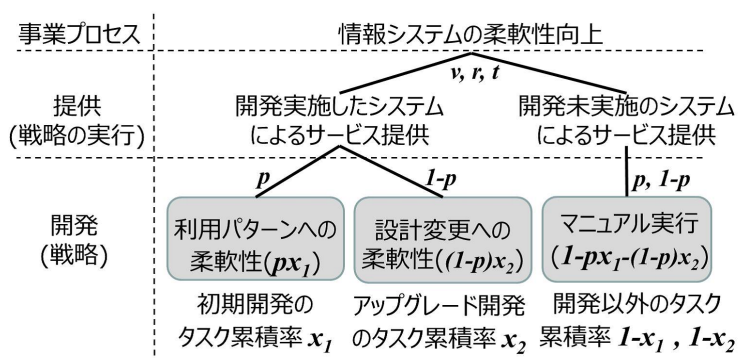 事業プロセス
情報システムの柔軟性向上
v, r, t
提供
(戦略の実行)
開発実施したシステム
によるサービス提供
開発未実施のシステム
によるサービス提供
p
1-p
p, 1-p
開発
(戦略)
利用パターンへの
柔軟性(px₁)
設計変更への
柔軟性((1-p)x₂)
マニュアル実行
(1-px₁-(1-p)x₂)
初期開発の
タスク累積率 x₁
アップグレード開発
のタスク累積率 x₂
開発以外のタスク
累積率 1-x₁ , 1-x₂